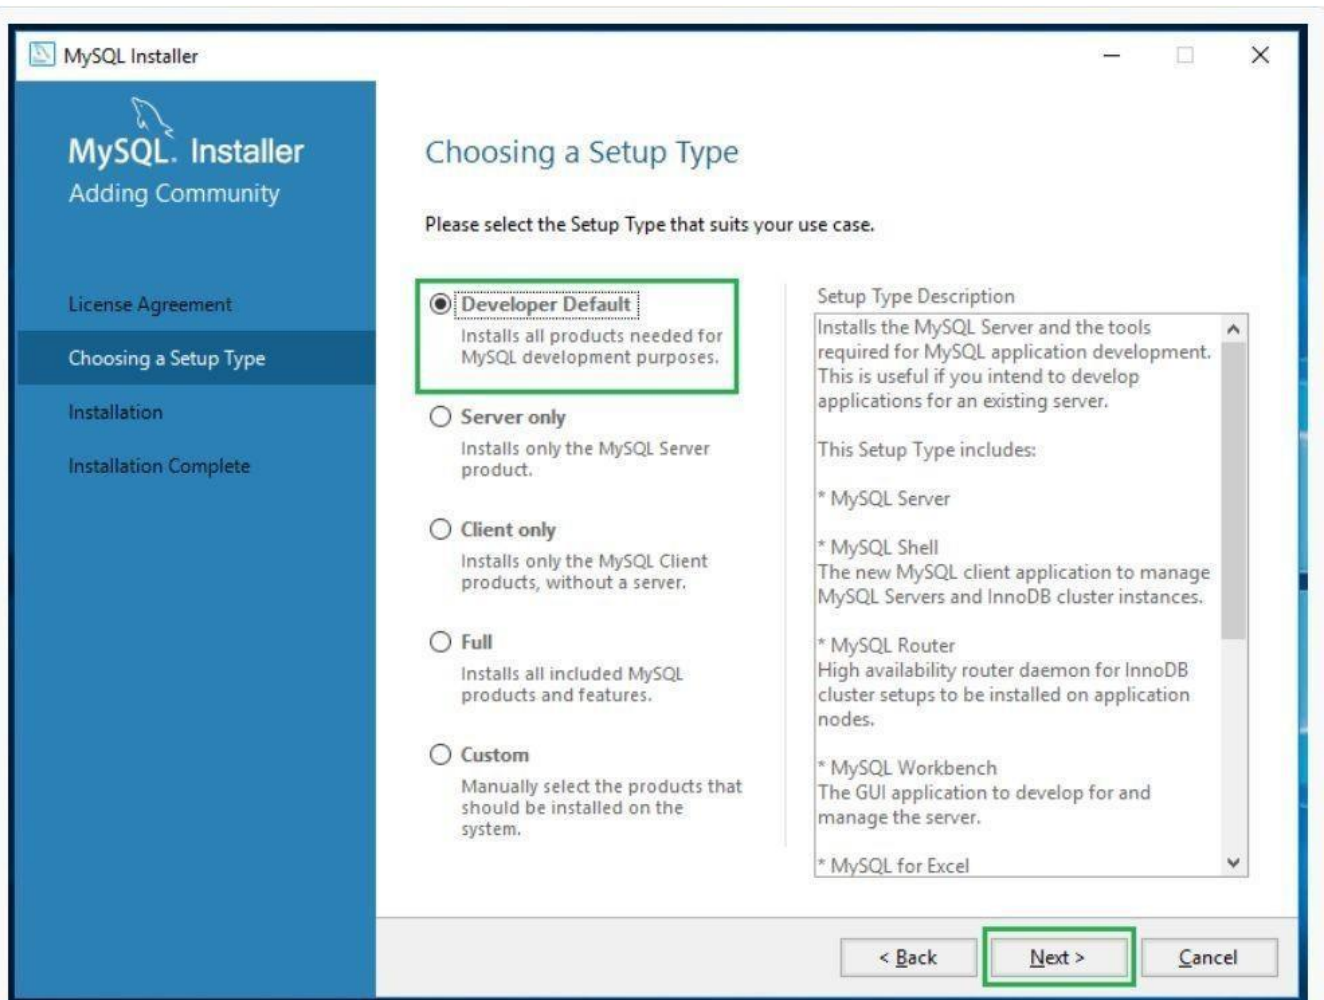 MySQL Installer
MySQL. Installer
Adding Community
License Agreement
Choosing a Setup Type
Installation
Installation Complete
Choosing a Setup Type
Please select the Setup Type that suits your use case.
Developer Default
Installs all products needed for
MySQL development purposes.
Server only
Installs only the MySQL Server
product.
Client only
Installs only the MySQL Client
products, without a server.
Full
Installs all included MySQL
products and features.
Custom
Manually select the products that
should be installed on the
system.
Setup Type Description
Installs the MySQL Server and the tools
required for MySQL application development.
This is useful if you intend to develop
applications for an existing server.
This Setup Type includes:
* MySQL Server
* MySQL Shell
The new MySQL client application to manage
MySQL Servers and InnoDB cluster instances.
* MySQL Router
High availability router daemon for InnoDB
cluster setups to be installed on application
nodes.
* MySQL Workbench
The GUI application to develop for and
manage the server.
* MySQL for Excel
< Back
Next >
Cancel